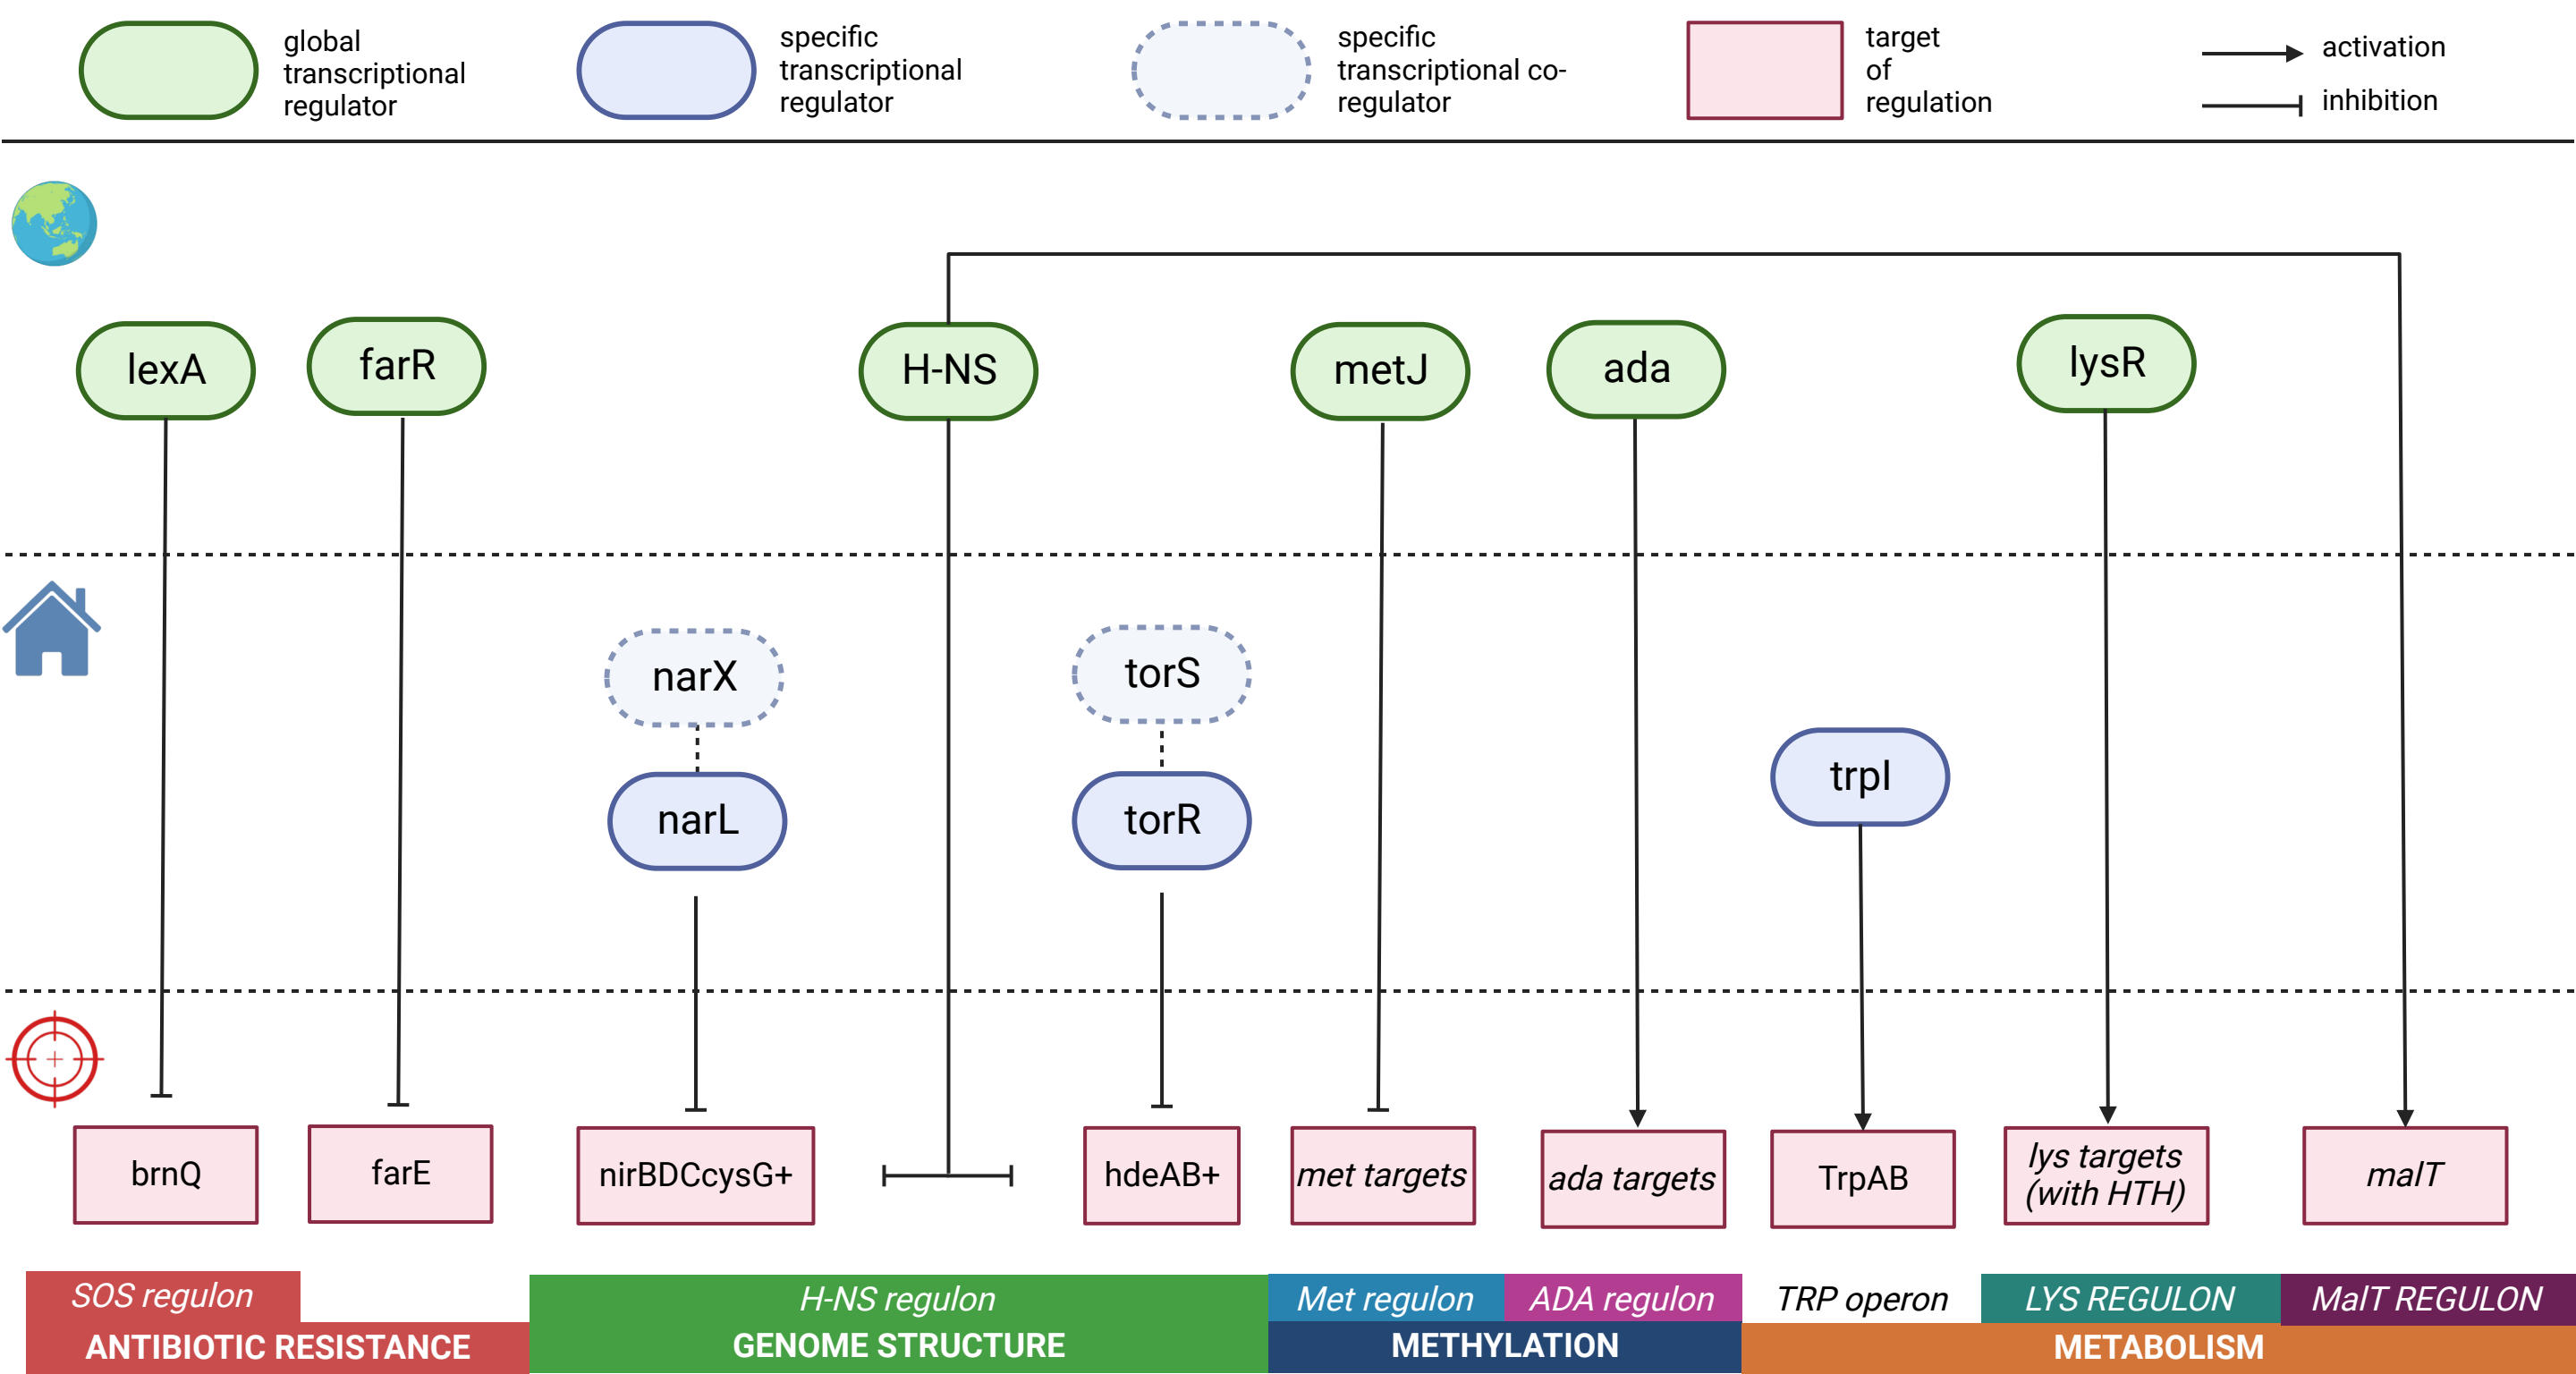 global
transcriptional
regulator
specific
transcriptional
regulator
specific
transcriptional co-
regulator
target
of
regulation
activation
inhibition
lexA
farR
H-NS
metJ
ada
lysR
narX
torS
narL
torR
trpI
brnQ
farE
nirBDCcysG+
hdeAB+
met targets
ada targets
TrpAB
lys targets
(with HTH)
malT
SOS regulon
H-NS regulon
Met regulon
ADA regulon
TRP operon
LYS REGULON
MalT REGULON
ANTIBIOTIC RESISTANCE
GENOME STRUCTURE
METHYLATION
METABOLISM